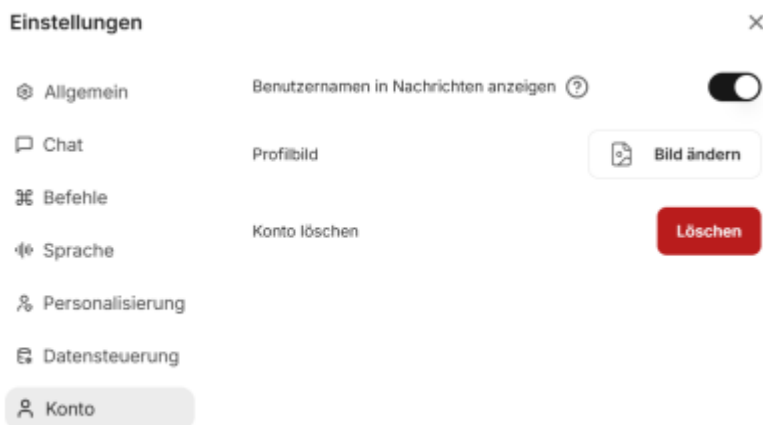 Einstellungen
Allgemein
Chat
Befehle
Sprache
Personalisierung
Datensteuerung
Konto
Benutzernamen in Nachrichten anzeigen
Profilbild
Bild ändern
Konto löschen
Löschen